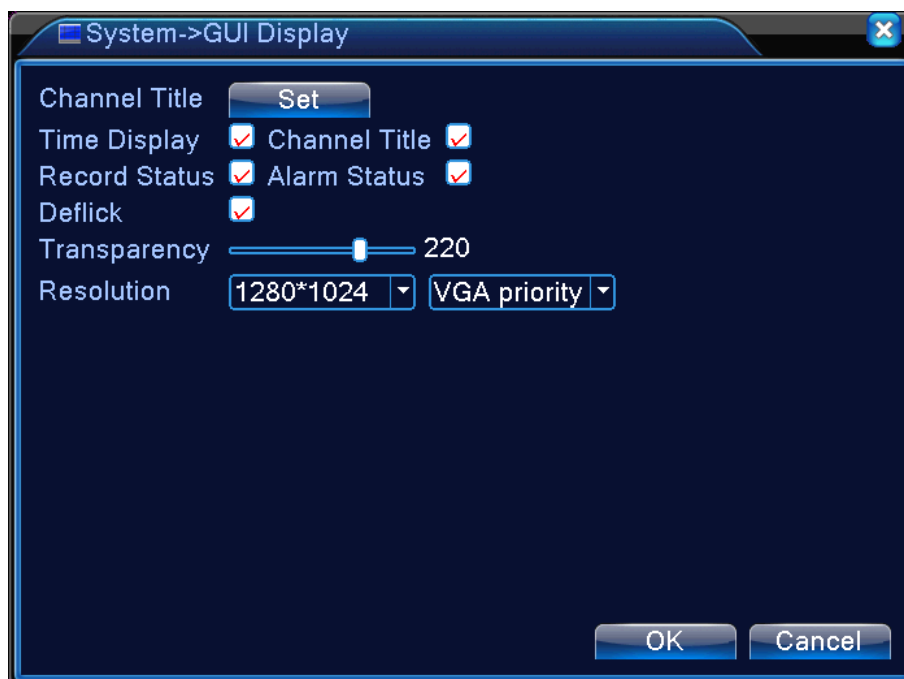 System->GUI Display
Channel Title Set
Time Display Channel Title
Record Status Alarm Status
Deflick
Transparency 220
Resolution 1280*1024 VGA priority
OK Cancel